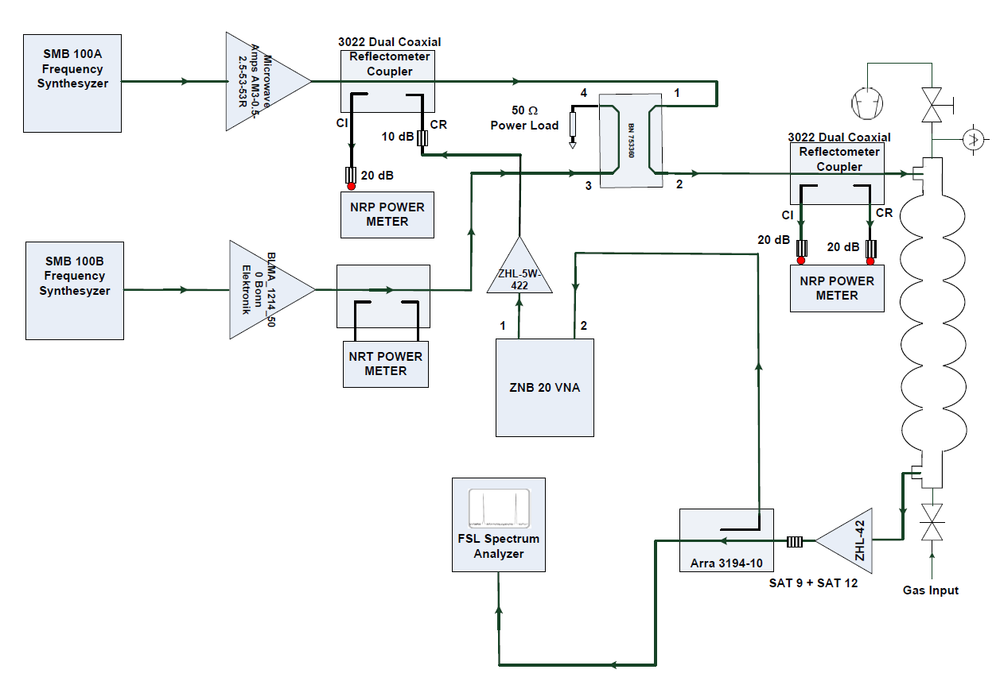 SMB 100A
Frequency
Synthesyzer
Microwave
Amps AM3-0.5-
2.5-53-53R
3022 Dual Coaxial
Reflectometer
Coupler
CI
CR
10 dB
20 dB
NRP POWER
METER
50 Ω
Power Load
4
1
BN 753360
3
2
3022 Dual Coaxial
Reflectometer
Coupler
CI
CR
20 dB
20 dB
NRP POWER
METER
SMB 100B
Frequency
Synthesyzer
BLMA_1214_50
0 Bonn
Elektronik
NRT POWER
METER
ZHL-5W-
422
1
2
ZNB 20 VNA
FSL Spectrum
Analyzer
Arra 3194-10
ZHL-42
SAT 9 + SAT 12
Gas Input